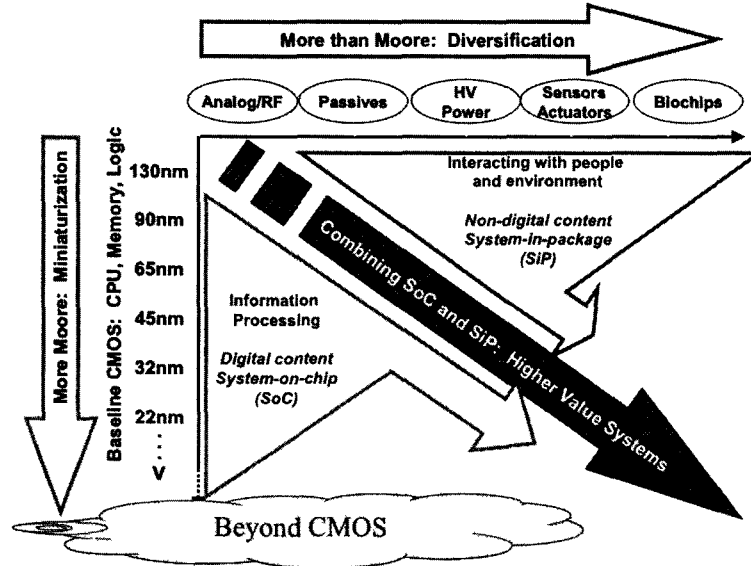 More than Moore: Diversification
Analog/RF
Passives
HV
Power
Sensors
Actuators
Biochips
More Moore: Miniaturization
Baseline CMOS: CPU, Memory, Logic
130nm
90nm
65nm
45nm
32nm
22nm
V
Interacting with people
and environment
Non-digital content
System-in-package
(SiP)
Combining SoC and SiP: Higher Value Systems
Information
Processing
Digital content
System-on-chip
(SoC)
Beyond CMOS